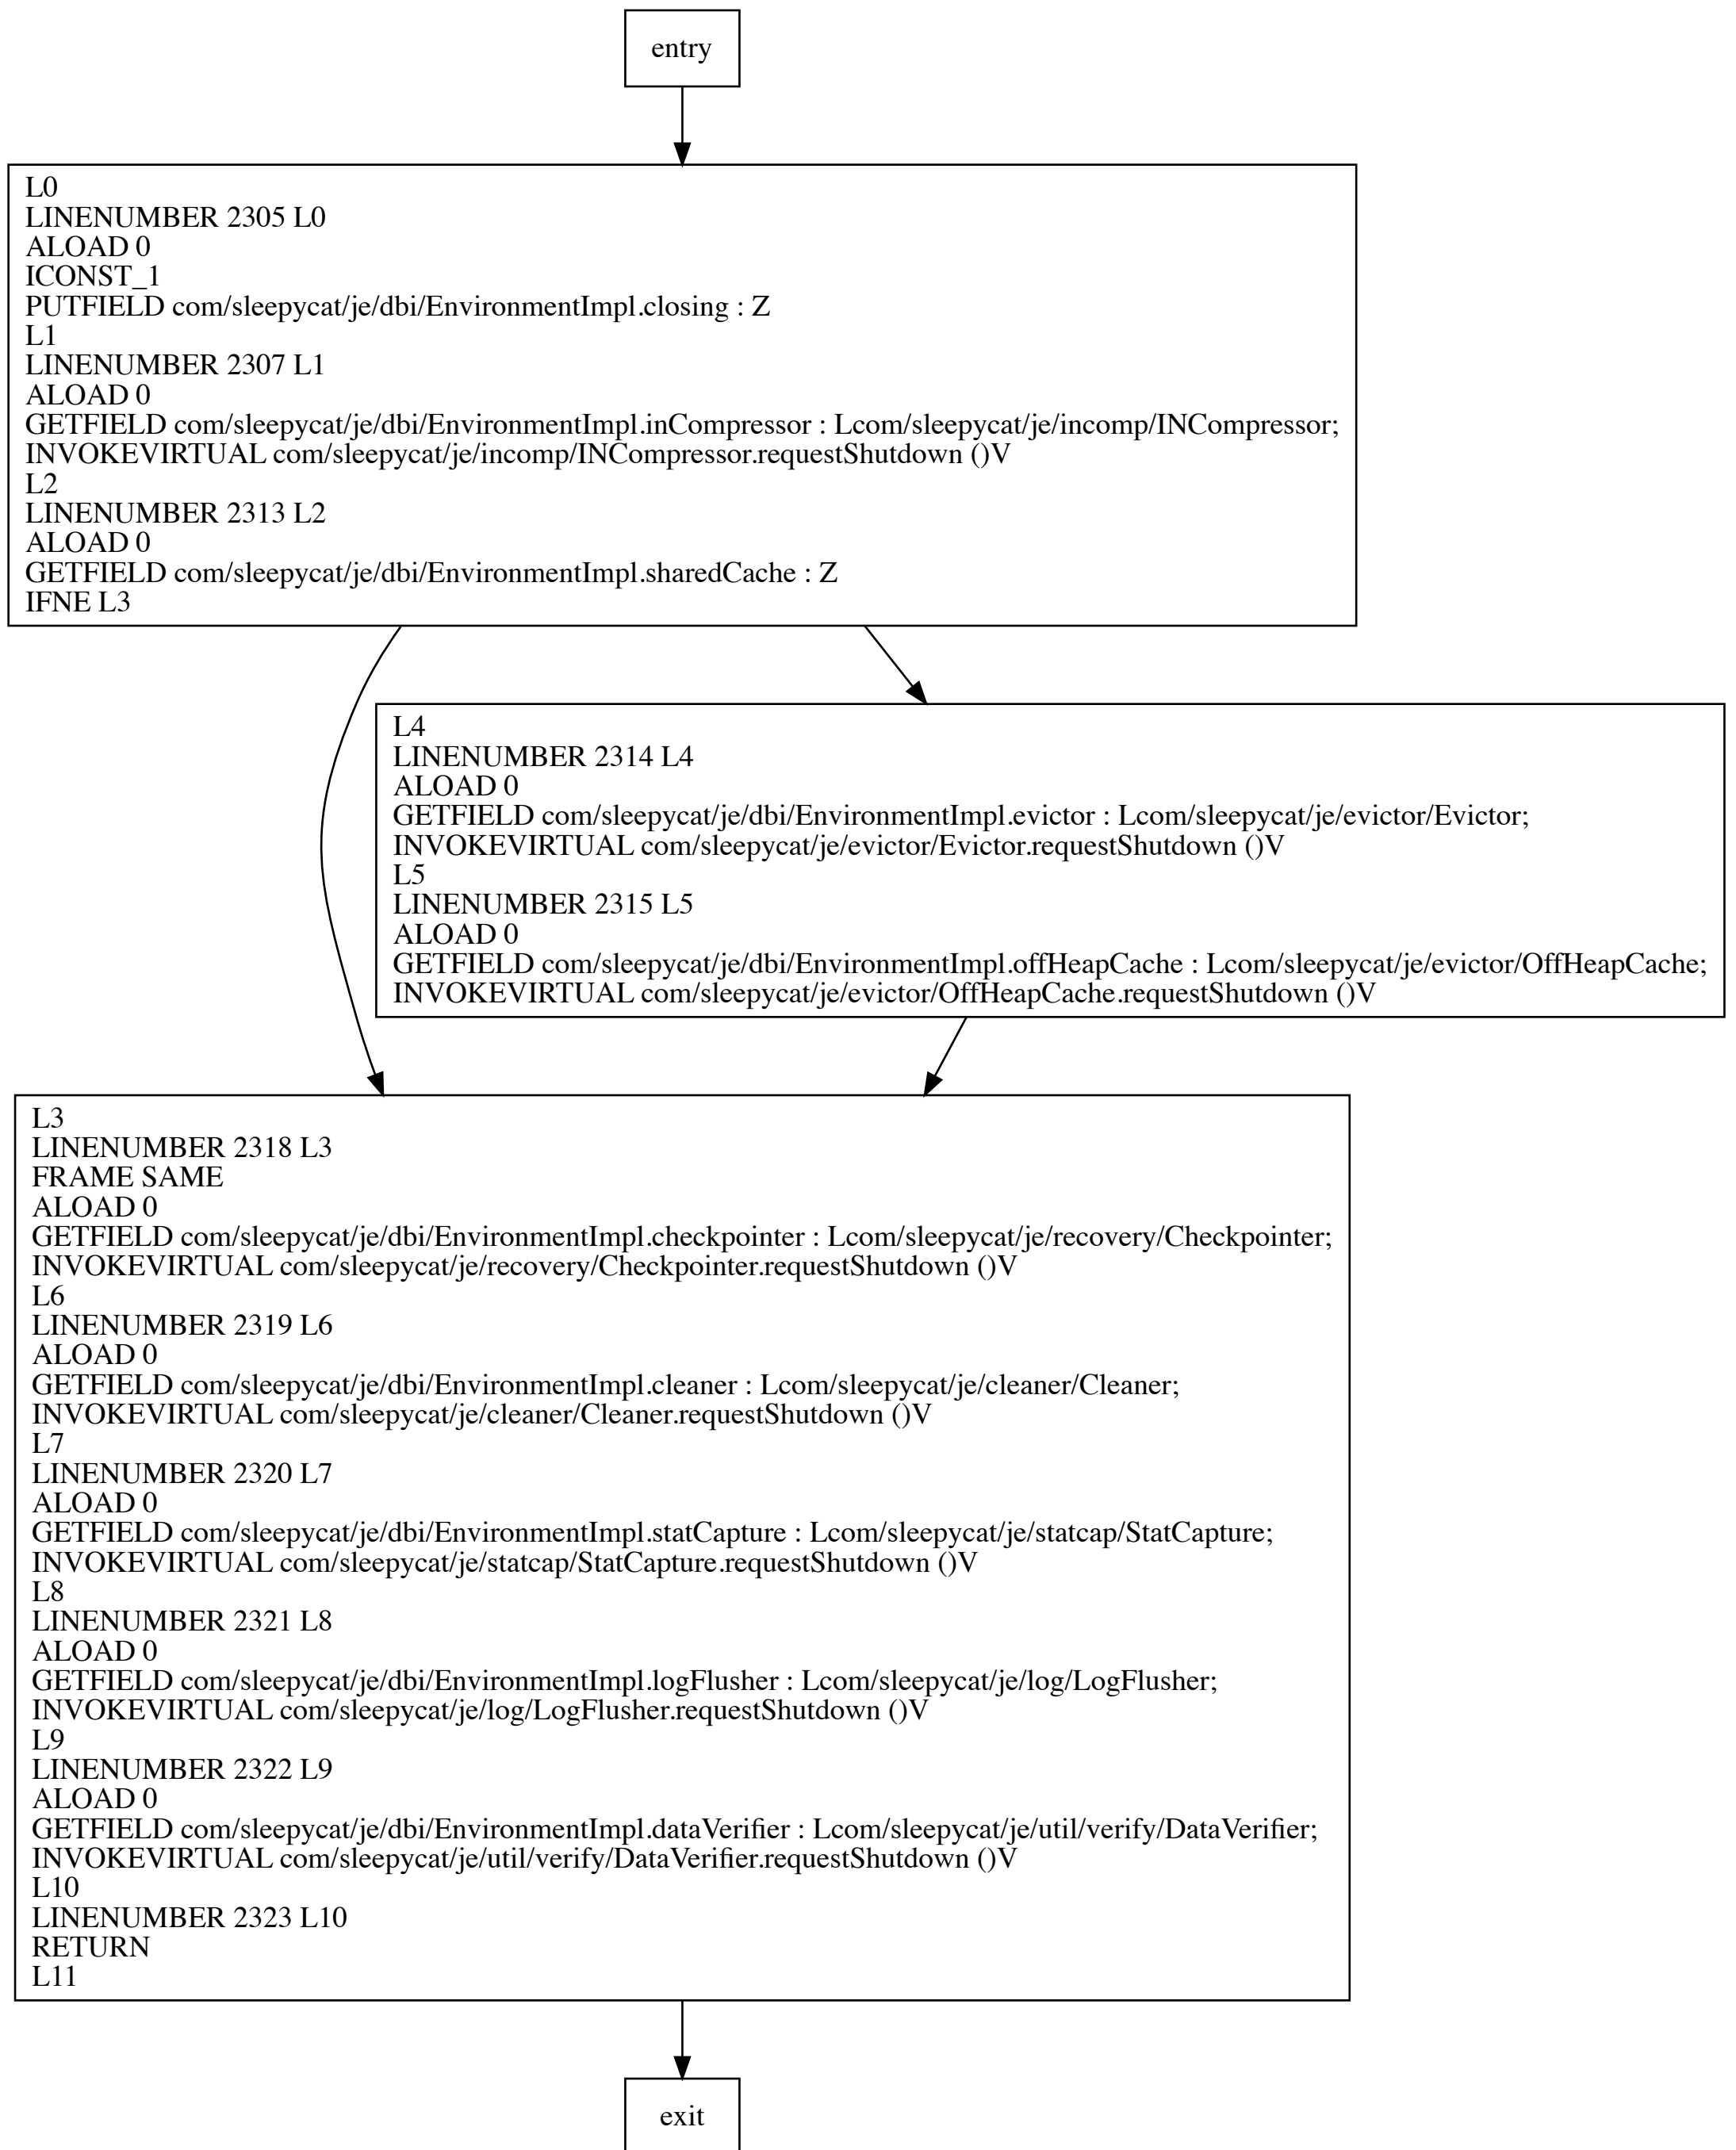 entry
L0
LINENUMBER 2305 L0
ALOAD 0
ICONST_1
PUTFIELD com/sleepycat/je/dbi/EnvironmentImpl.closing : Z
L1
LINENUMBER 2307 L1
ALOAD 0
GETFIELD com/sleepycat/je/dbi/EnvironmentImpl.inCompressor : Lcom/sleepycat/je/incomp/INCompressor;
INVOKEVIRTUAL com/sleepycat/je/incomp/INCompressor.requestShutdown ()V
L2
LINENUMBER 2313 L2
ALOAD 0
GETFIELD com/sleepycat/je/dbi/EnvironmentImpl.sharedCache : Z
IFNE L3
L4
LINENUMBER 2314 L4
ALOAD 0
GETFIELD com/sleepycat/je/dbi/EnvironmentImpl.evictor : Lcom/sleepycat/je/evictor/Evictor;
INVOKEVIRTUAL com/sleepycat/je/evictor/Evictor.requestShutdown ()V
L5
LINENUMBER 2315 L5
ALOAD 0
GETFIELD com/sleepycat/je/dbi/EnvironmentImpl.offHeapCache : Lcom/sleepycat/je/evictor/OffHeapCache;
INVOKEVIRTUAL com/sleepycat/je/evictor/OffHeapCache.requestShutdown ()V
L3
LINENUMBER 2318 L3
FRAME SAME
ALOAD 0
GETFIELD com/sleepycat/je/dbi/EnvironmentImpl.checkpointer : Lcom/sleepycat/je/recovery/Checkpointer;
INVOKEVIRTUAL com/sleepycat/je/recovery/Checkpointer.requestShutdown ()V
L6
LINENUMBER 2319 L6
ALOAD 0
GETFIELD com/sleepycat/je/dbi/EnvironmentImpl.cleaner : Lcom/sleepycat/je/cleaner/Cleaner;
INVOKEVIRTUAL com/sleepycat/je/cleaner/Cleaner.requestShutdown ()V
L7
LINENUMBER 2320 L7
ALOAD 0
GETFIELD com/sleepycat/je/dbi/EnvironmentImpl.statCapture : Lcom/sleepycat/je/statcap/StatCapture;
INVOKEVIRTUAL com/sleepycat/je/statcap/StatCapture.requestShutdown ()V
L8
LINENUMBER 2321 L8
ALOAD 0
GETFIELD com/sleepycat/je/dbi/EnvironmentImpl.logFlusher : Lcom/sleepycat/je/log/LogFlusher;
INVOKEVIRTUAL com/sleepycat/je/log/LogFlusher.requestShutdown ()V
L9
LINENUMBER 2322 L9
ALOAD 0
GETFIELD com/sleepycat/je/dbi/EnvironmentImpl.dataVerifier : Lcom/sleepycat/je/util/verify/DataVerifier;
INVOKEVIRTUAL com/sleepycat/je/util/verify/DataVerifier.requestShutdown ()V
L10
LINENUMBER 2323 L10
RETURN
L11
exit